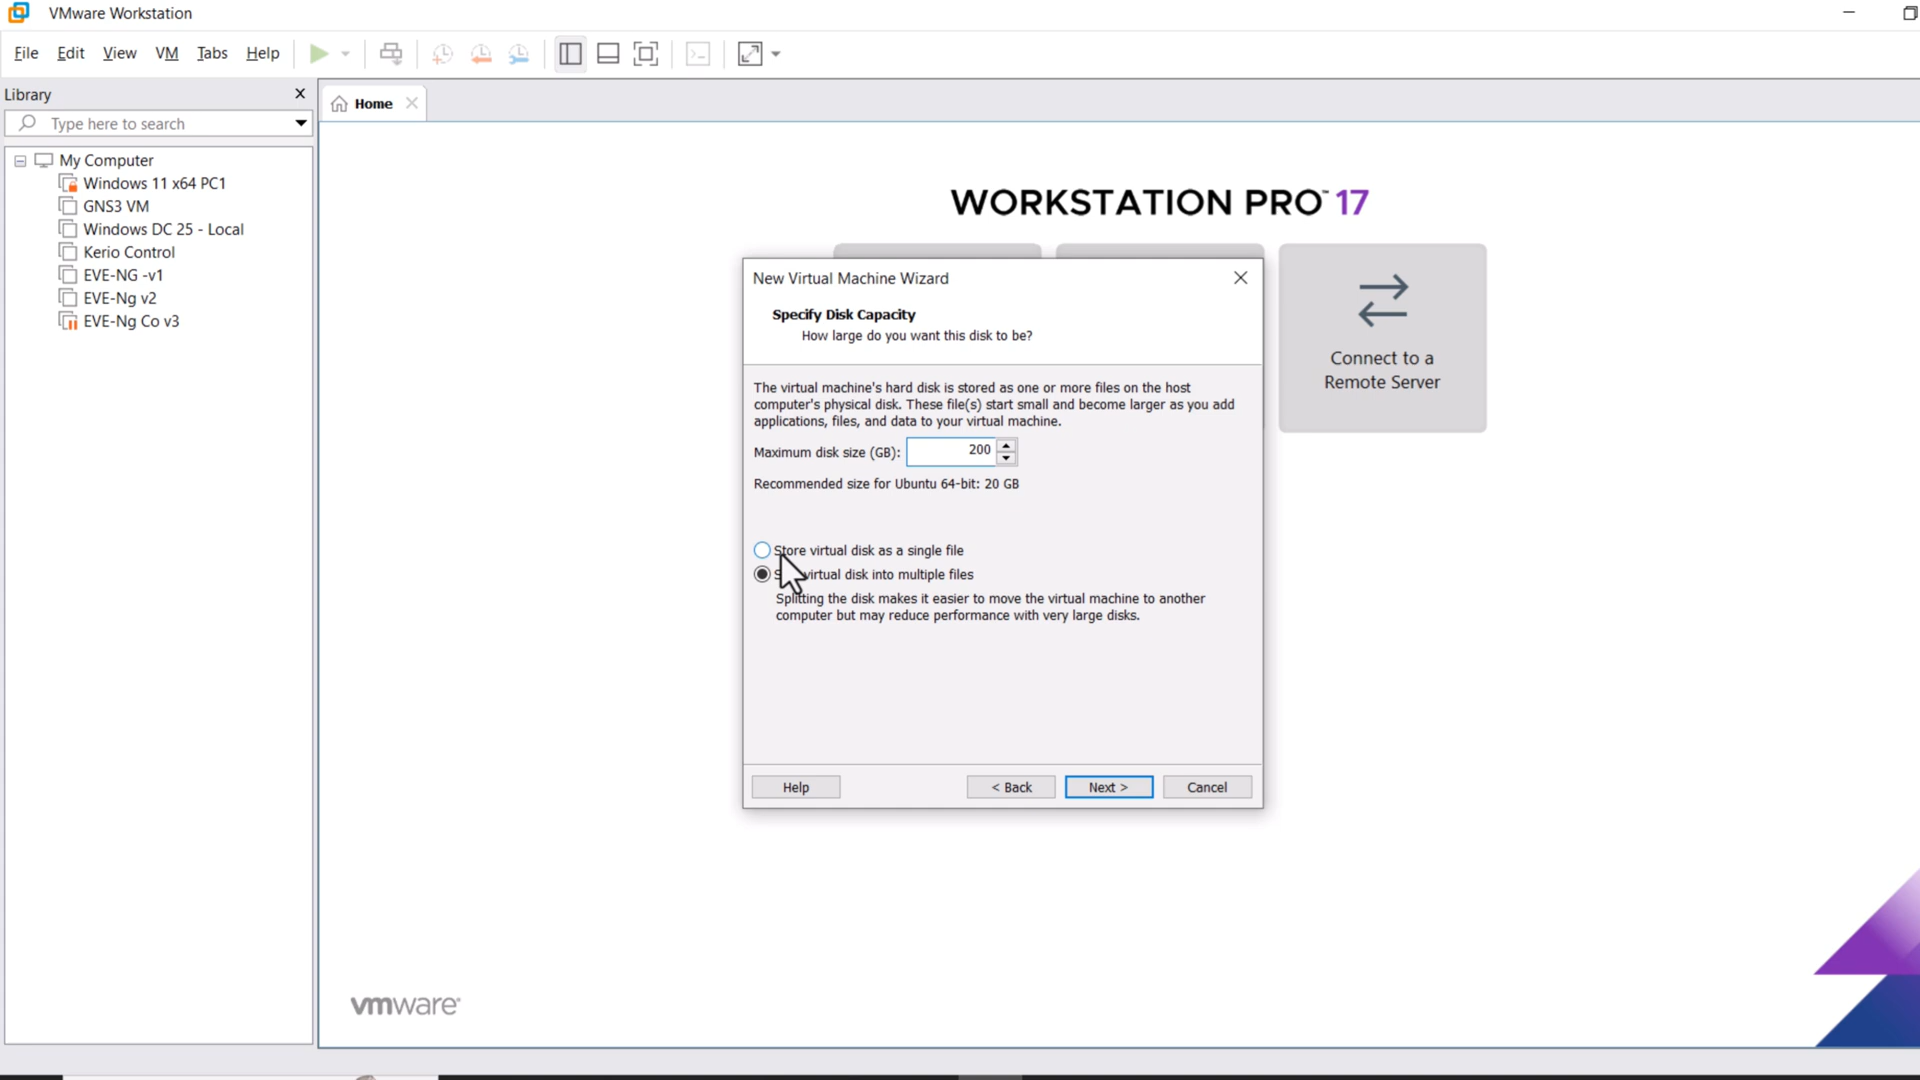 VMware Workstation
File Edit View VM Tabs Help
Library
Type here to search
My Computer
Windows 11 x64 PC1
GNS3 VM
Windows DC 25 - Local
Kerio Control
EVE-NG -v1
EVE-Ng v2
EVE-Ng Co v3
Home
WORKSTATION PRO™ 17
Connect to a
Remote Server
New Virtual Machine Wizard
Specify Disk Capacity
How large do you want this disk to be?
The virtual machine's hard disk is stored as one or more files on the host
computer's physical disk. These file(s) start small and become larger as you add
applications, files, and data to your virtual machine.
Maximum disk size (GB): 200
Recommended size for Ubuntu 64-bit: 20 GB
Store virtual disk as a single file
virtual disk into multiple files
Splitting the disk makes it easier to move the virtual machine to another
computer but may reduce performance with very large disks.
Help < Back Next > Cancel
vmware